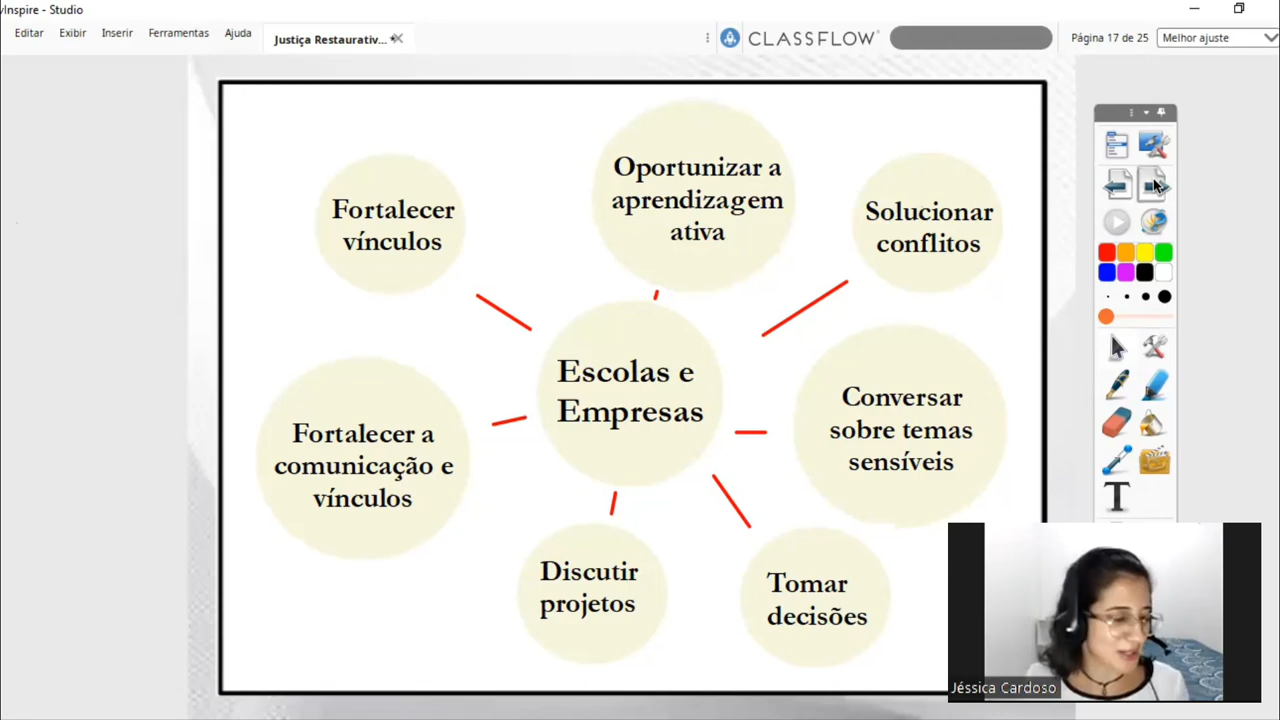 yInspire - Studio
Editar Exibir Inserir Ferramentas Ajuda
Justiça Restaurativ...
CLASSFLOW
Página 17 de 25
Melhor ajuste
Fortalecer
vínculos
Oportunizar a
aprendizagem
ativa
Solucionar
conflitos
Escolas e
Empresas
Fortalecer a
comunicação e
vínculos
Conversar
sobre temas
sensíveis
Discutir
projetos
Tomar
decisões
T
Jéssica Cardoso